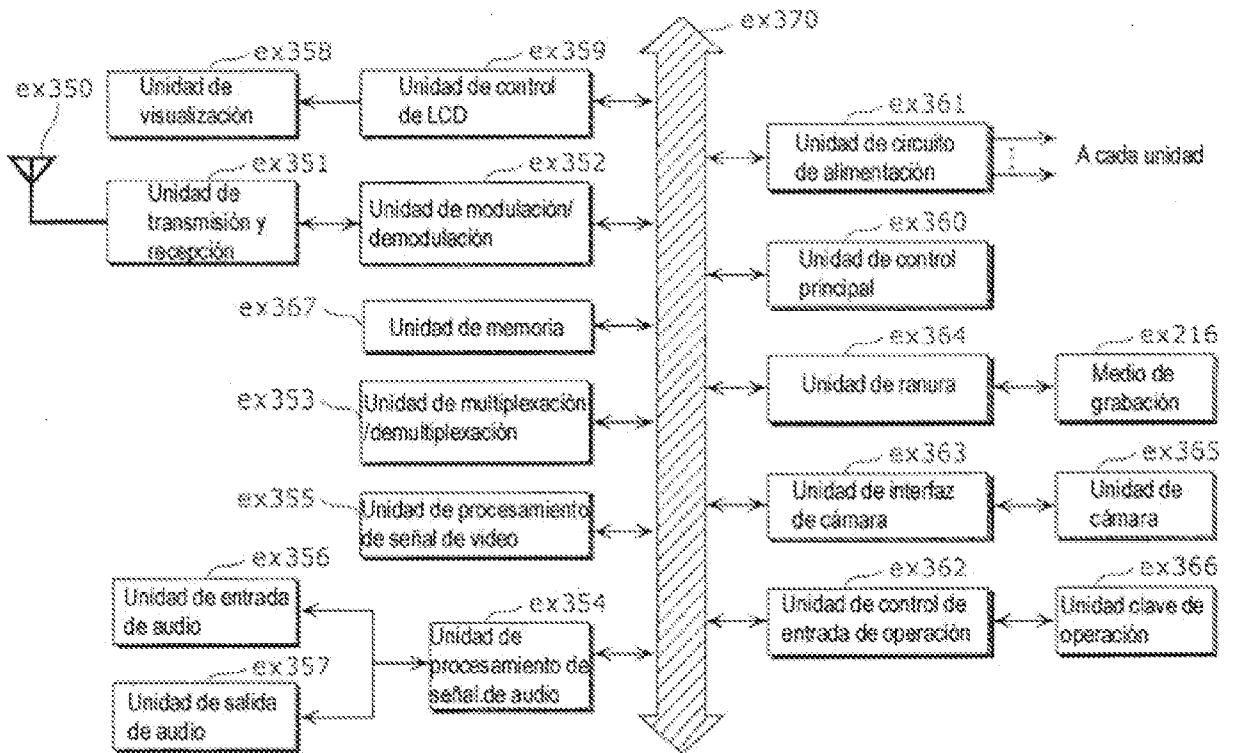 ex370
ex358
ex359
ex350
Unidad de
visualización
Unidad de control
de LCD
ex361
Unidad de circuito
de alimentación
A cada unidad
ex351
ex352
Unidad de
transmisión y
recepción
Unidad de modulación/
demodulación
ex360
Unidad de control
principal
ex367
Unidad de memoria
ex364
ex216
Unidad de ranura
Medio de
grabación
ex353
Unidad de multiplexación
/demultiplexación
ex363
ex365
Unidad de interfaz
de cámara
Unidad de
cámara
ex355
Unidad de procesamiento
de señal de video
ex356
Unidad de entrada
de audio
ex354
Unidad de
procesamiento de
señal.de audio
ex362
ex366
Unidad de control de
entrada de operación
Unidad clave de
operación
ex357
Unidad de salida
de audio